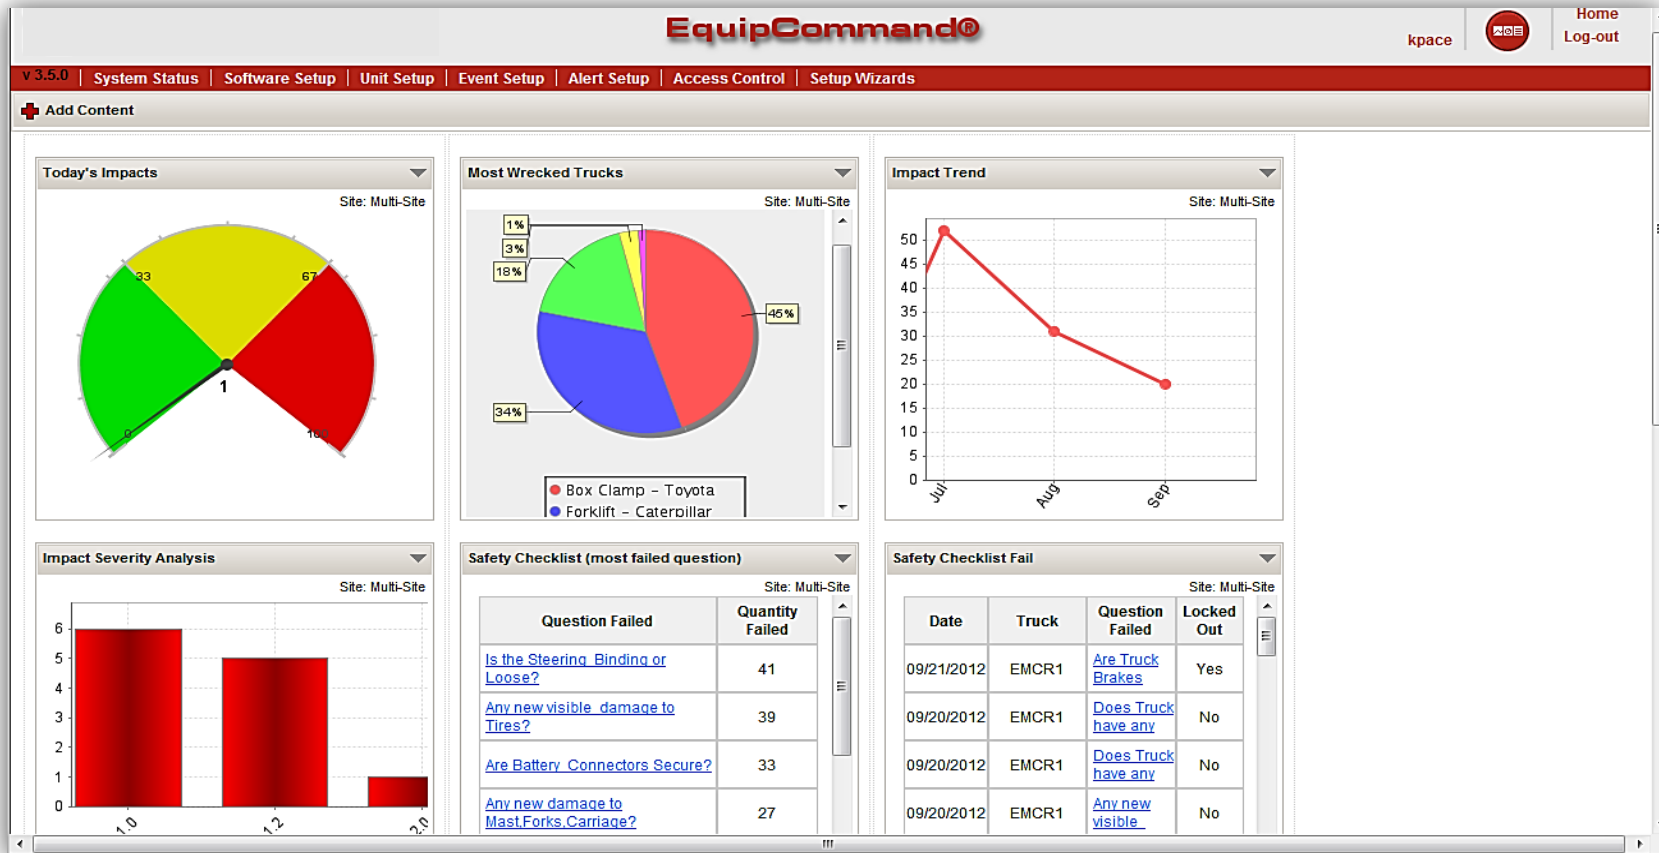 EquipCommand®
kpace
Home
Log-out
v 3.5.0
System Status
Software Setup
Unit Setup
Event Setup
Alert Setup
Access Control
Setup Wizards
Add Content
Today's Impacts
Site: Multi-Site
33
67
0
100
1
Most Wrecked Trucks
Site: Multi-Site
1%
3%
18%
45%
34%
Box Clamp – Toyota
Forklift – Caterpillar
Impact Trend
Site: Multi-Site
50
45
40
35
30
25
20
15
10
5
0
Jul
Aug
Sep
Impact Severity Analysis
Site: Multi-Site
6
5
4
3
2
1
0
1.0
1.2
2.0
Safety Checklist (most failed question)
Site: Multi-Site
Question Failed
Quantity
Failed
Is the Steering Binding or
Loose?
41
Any new visible damage to
Tires?
39
Are Battery Connectors Secure?
33
Any new damage to
Mast,Forks,Carriage?
27
Safety Checklist Fail
Site: Multi-Site
Date
Truck
Question
Failed
Locked
Out
09/21/2012
EMCR1
Are Truck
Brakes
Yes
09/20/2012
EMCR1
Does Truck
have any
No
09/20/2012
EMCR1
Does Truck
have any
No
09/20/2012
EMCR1
Any new
visible
No